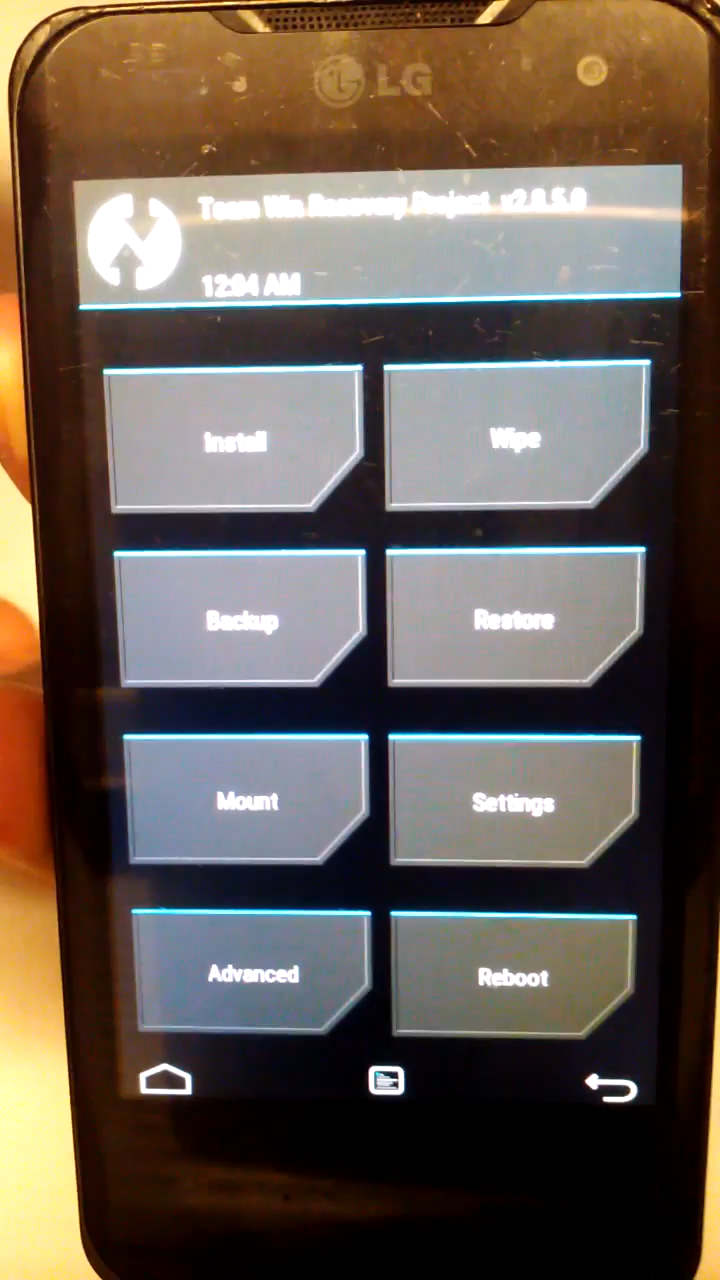 LG
Team Win Recovery Project v2.8.5.0
12:34 AM
Install
Wipe
Backup
Restore
Mount
Settings
Advanced
Reboot